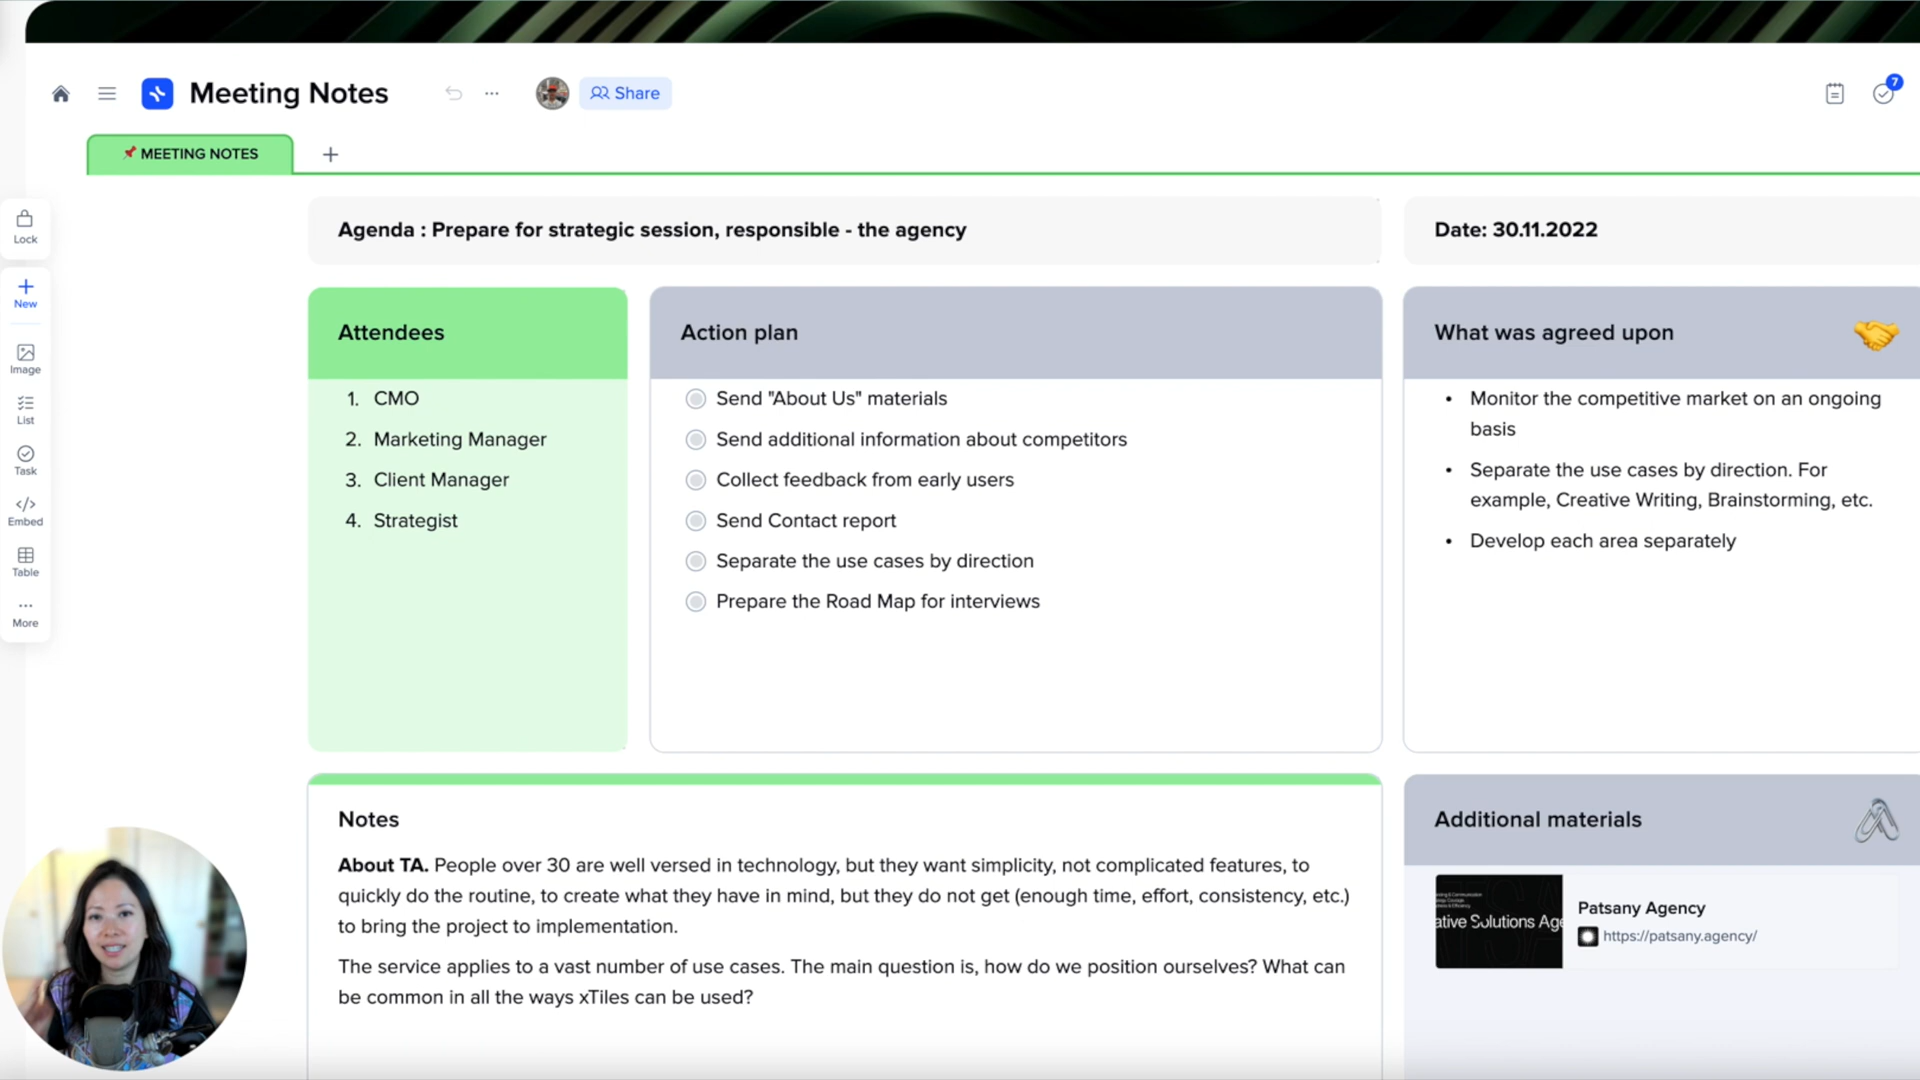 Meeting Notes
Share
7
📌 MEETING NOTES
Lock
New
Image
List
Task
Embed
Table
More
Agenda : Prepare for strategic session, responsible - the agency
Date: 30.11.2022
Attendees
1. CMO
2. Marketing Manager
3. Client Manager
4. Strategist
Action plan
Send "About Us" materials
Send additional information about competitors
Collect feedback from early users
Send Contact report
Separate the use cases by direction
Prepare the Road Map for interviews
What was agreed upon
• Monitor the competitive market on an ongoing
basis
• Separate the use cases by direction. For
example, Creative Writing, Brainstorming, etc.
• Develop each area separately
Notes
About TA. People over 30 are well versed in technology, but they want simplicity, not complicated features, to
quickly do the routine, to create what they have in mind, but they do not get (enough time, effort, consistency, etc.)
to bring the project to implementation.
The service applies to a vast number of use cases. The main question is, how do we position ourselves? What can
be common in all the ways xTiles can be used?
Additional materials
ative Solutions Age
Patsany Agency
https://patsany.agency/